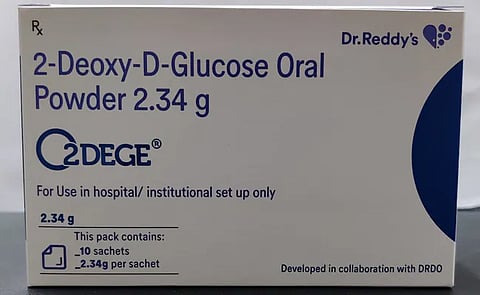 Rx
Dr.Reddy's
2-Deoxy-D-Glucose Oral
Powder 2.34 g
2DEGE®
For Use in hospital/ institutional set up only
2.34 g
This pack contains:
_10 sachets
_2.34g per sachet
Developed in collaboration with DRDO